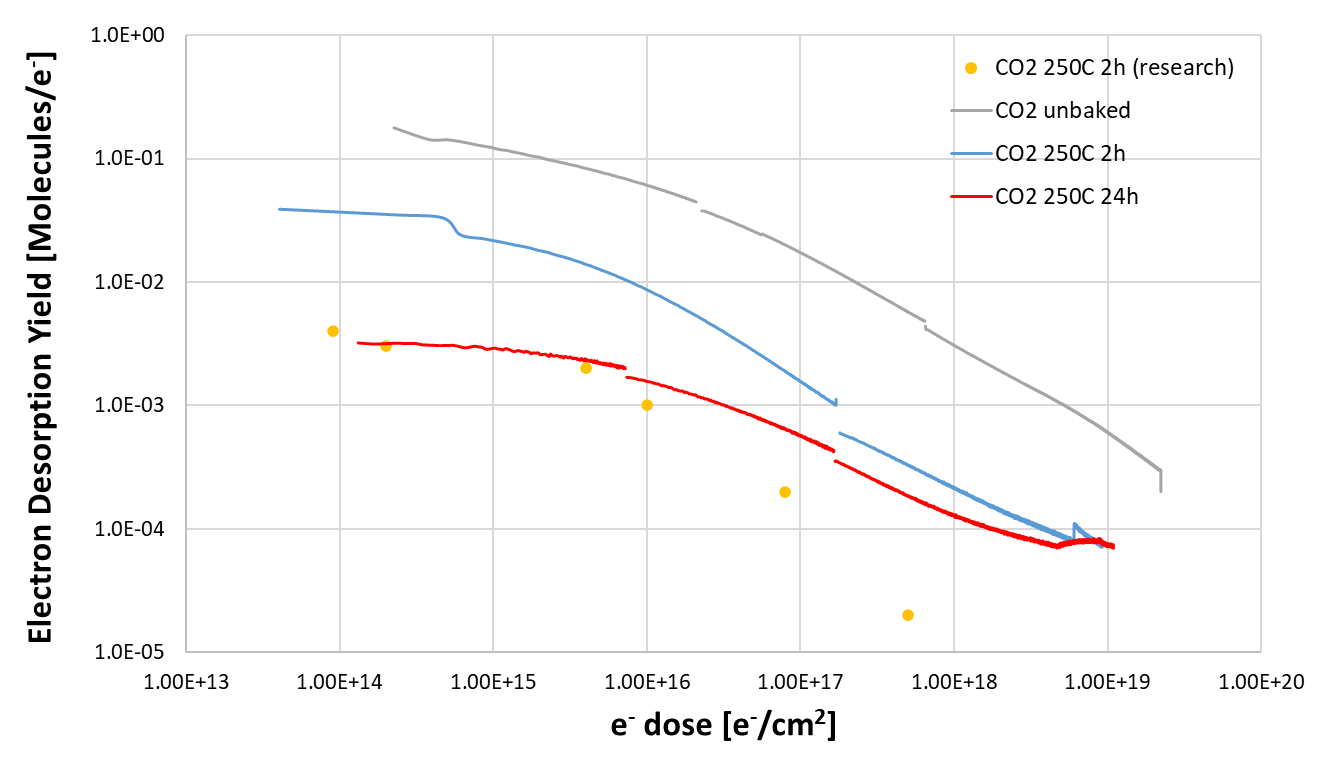 Electron Desorption Yield [Molecules/e⁻]
1.0E+00
1.0E-01
1.0E-02
1.0E-03
1.0E-04
1.0E-05
CO2 250C 2h (research)
CO2 unbaked
CO2 250C 2h
CO2 250C 24h
1.00E+13 1.00E+14 1.00E+15 1.00E+16 1.00E+17 1.00E+18 1.00E+19 1.00E+20
e⁻ dose [e⁻/cm²]